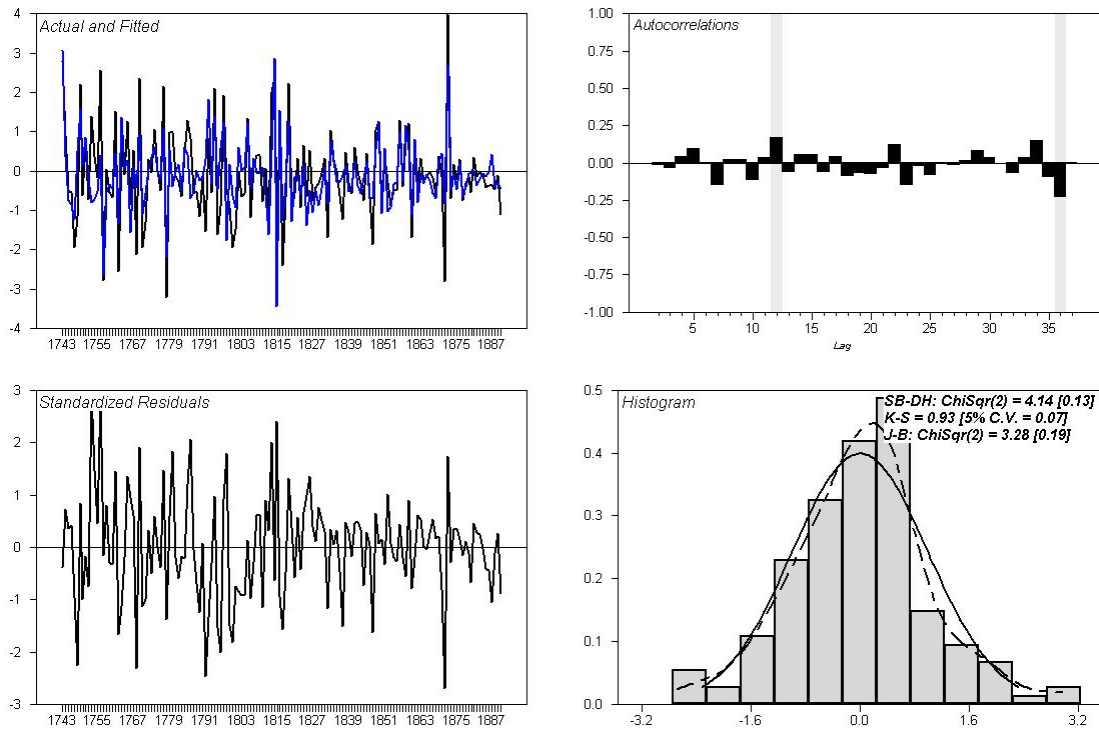 Actual and Fitted
4
3
2
1
0
-1
-2
-3
-4
1743 1755 1767 1779 1791 1803 1815 1827 1839 1851 1863 1875 1887
Autocorrelations
1.00
0.75
0.50
0.25
0.00
-0.25
-0.50
-0.75
-1.00
5 10 15 20 25 30 35
Lag
Standardized Residuals
3
2
1
0
-1
-2
-3
1743 1755 1767 1779 1791 1803 1815 1827 1839 1851 1863 1875 1887
Histogram
SB-DH: ChiSqr(2) = 4.14 [0.13]
K-S = 0.93 [5% C.V. = 0.07]
J-B: ChiSqr(2) = 3.28 [0.19]
0.5
0.4
0.3
0.2
0.1
0.0
-3.2 -1.6 0.0 1.6 3.2